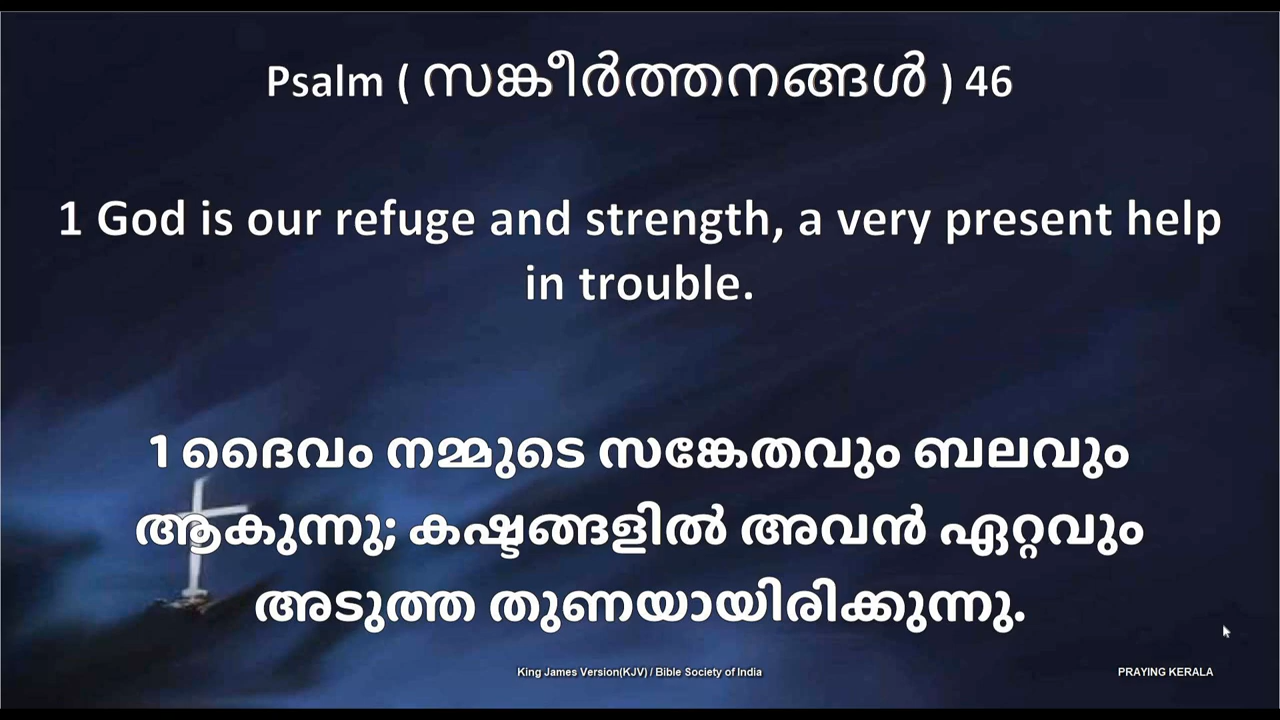 Psalm ( സങ്കീർത്തനങ്ങൾ ) 46
1 God is our refuge and strength, a very present help
in trouble.
1 ദൈവം നമ്മുടെ സങ്കേതവും ബലവും
ആകുന്നു; കഷ്ടങ്ങളിൽ അവൻ ഏറ്റവും
അടുത്ത തുണയായിരിക്കുന്നു.
King James Version(KJV) / Bible Society of India
PRAYING KERALA